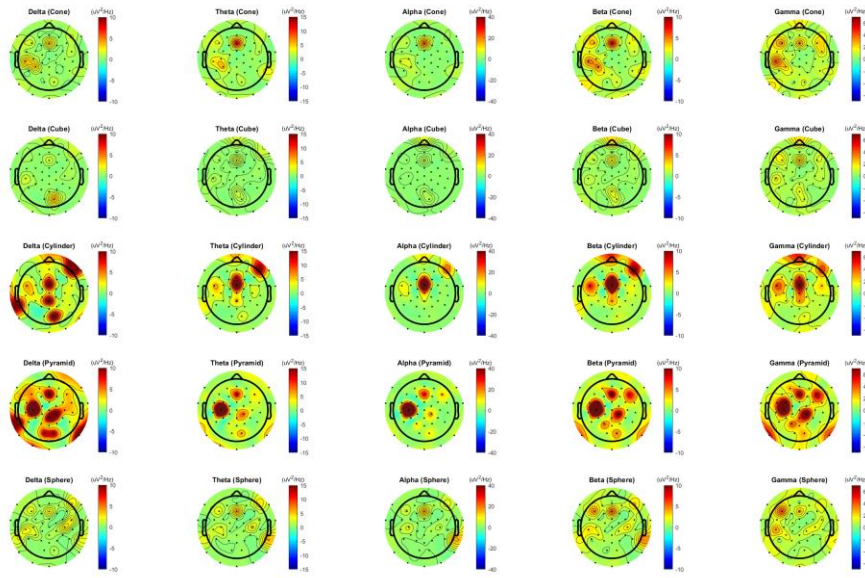 Delta (Cone) (uV²/Hz) Theta (Cone) (uV²/Hz) Alpha (Cone) (uV²/Hz) Beta (Cone) (uV²/Hz) Gamma (Cone) (uV²
10 15 40 10
5 10 20 5
0 5 0 0
-5 0 -20 -5
-10 -5 -40 -10
-10
-15
Delta (Cube) (uV²/Hz) Theta (Cube) (uV²/Hz) Alpha (Cube) (uV²/Hz) Beta (Cube) (uV²/Hz) Gamma (Cube) (uV²
10 15 40 10
5 10 20 5
0 5 0 0
-5 0 -20 -5
-10 -5 -40 -10
-10
-15
Delta (Cylinder) (uV²/Hz) Theta (Cylinder) (uV²/Hz) Alpha (Cylinder) (uV²/Hz) Beta (Cylinder) (uV²/Hz) Gamma (Cylinder) (uV²
10 15 40 10
5 10 20 5
0 5 0 0
-5 0 -20 -5
-10 -5 -40 -10
-10
-15
Delta (Pyramid) (uV²/Hz) Theta (Pyramid) (uV²/Hz) Alpha (Pyramid) (uV²/Hz) Beta (Pyramid) (uV²/Hz) Gamma (Pyramid) (uV²
10 15 40 10
5 10 20 5
0 5 0 0
-5 0 -20 -5
-10 -5 -40 -10
-10
-15
Delta (Sphere) (uV²/Hz) Theta (Sphere) (uV²/Hz) Alpha (Sphere) (uV²/Hz) Beta (Sphere) (uV²/Hz) Gamma (Sphere) (uV²
10 15 40 10
5 10 20 5
0 5 0 0
-5 0 -20 -5
-10 -5 -40 -10
-10
-15